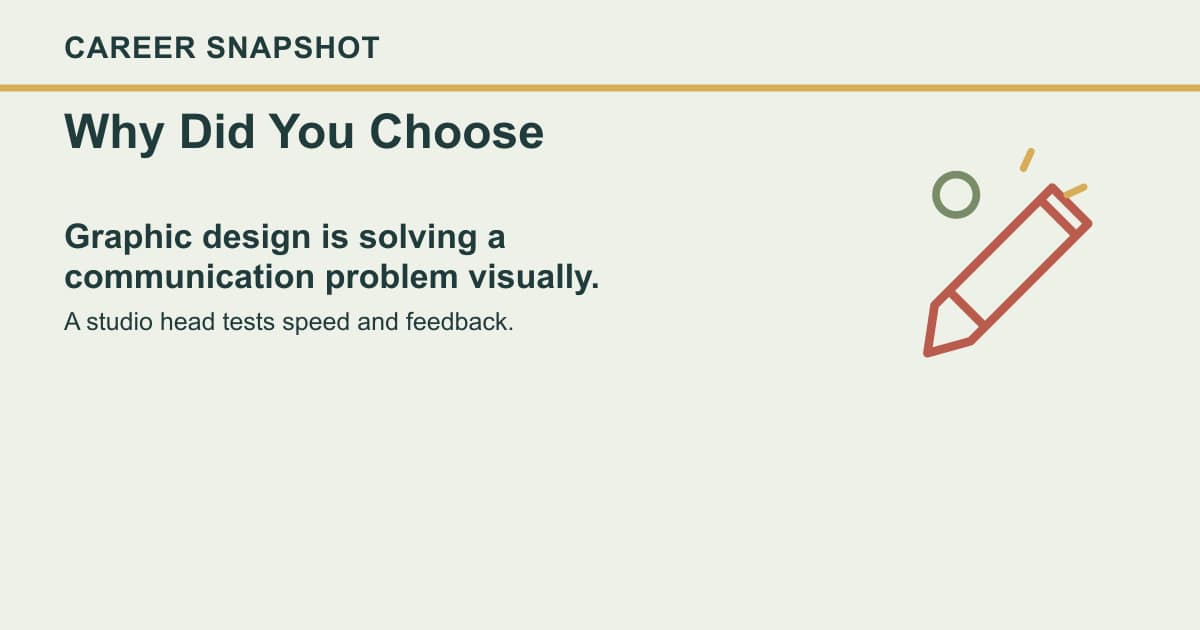 CAREER SNAPSHOT
Why Did You Choose
Graphic design is solving a
communication problem visually.
A studio head tests speed and feedback.